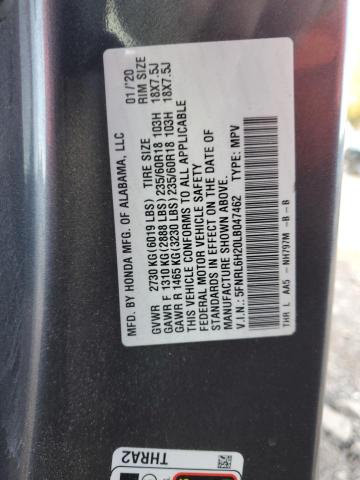 MFD. BY HONDA MFG. OF ALABAMA, LLC 01/'20
TIRE SIZE RIM SIZE
GVWR 2730 KG(6019 LBS)
GAWR F 1310 KG(2888 LBS)235/60R18 103H 18X7.5J
GAWR R 1465 KG(3230 LBS)235/60R18 103H 18X7.5J
THIS VEHICLE CONFORMS TO ALL APPLICABLE
FEDERAL MOTOR VEHICLE SAFETY
STANDARDS IN EFFECT ON THE DATE OF
MANUFACTURE SHOWN ABOVE.
V.I.N.: 5FNRL6H20LB047462 TYPE: MPV
THR L AA5 -NH797M -B -B
THRA2